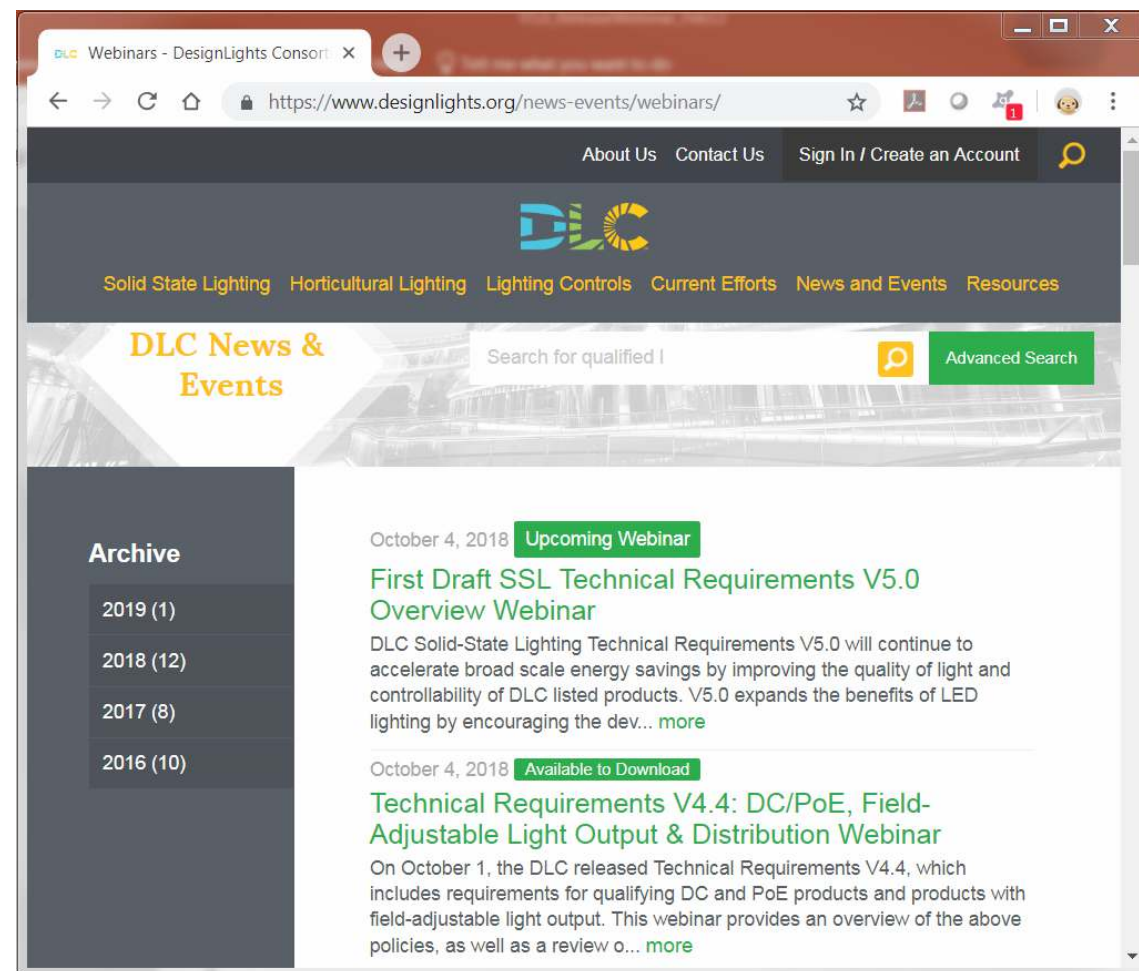 DLC Webinars - DesignLights Consort
https://www.designlights.org/news-events/webinars/
1
About Us Contact Us Sign In / Create an Account
DLC
Solid State Lighting Horticultural Lighting Lighting Controls Current Efforts News and Events Resources
DLC News &
Events
Search for qualified l
Advanced Search
Archive
2019 (1)
2018 (12)
2017 (8)
2016 (10)
October 4, 2018 Upcoming Webinar
First Draft SSL Technical Requirements V5.0
Overview Webinar
DLC Solid-State Lighting Technical Requirements V5.0 will continue to
accelerate broad scale energy savings by improving the quality of light and
controllability of DLC listed products. V5.0 expands the benefits of LED
lighting by encouraging the dev... more
October 4, 2018 Available to Download
Technical Requirements V4.4: DC/PoE, Field-
Adjustable Light Output & Distribution Webinar
On October 1, the DLC released Technical Requirements V4.4, which
includes requirements for qualifying DC and PoE products and products with
field-adjustable light output. This webinar provides an overview of the above
policies, as well as a review o... more